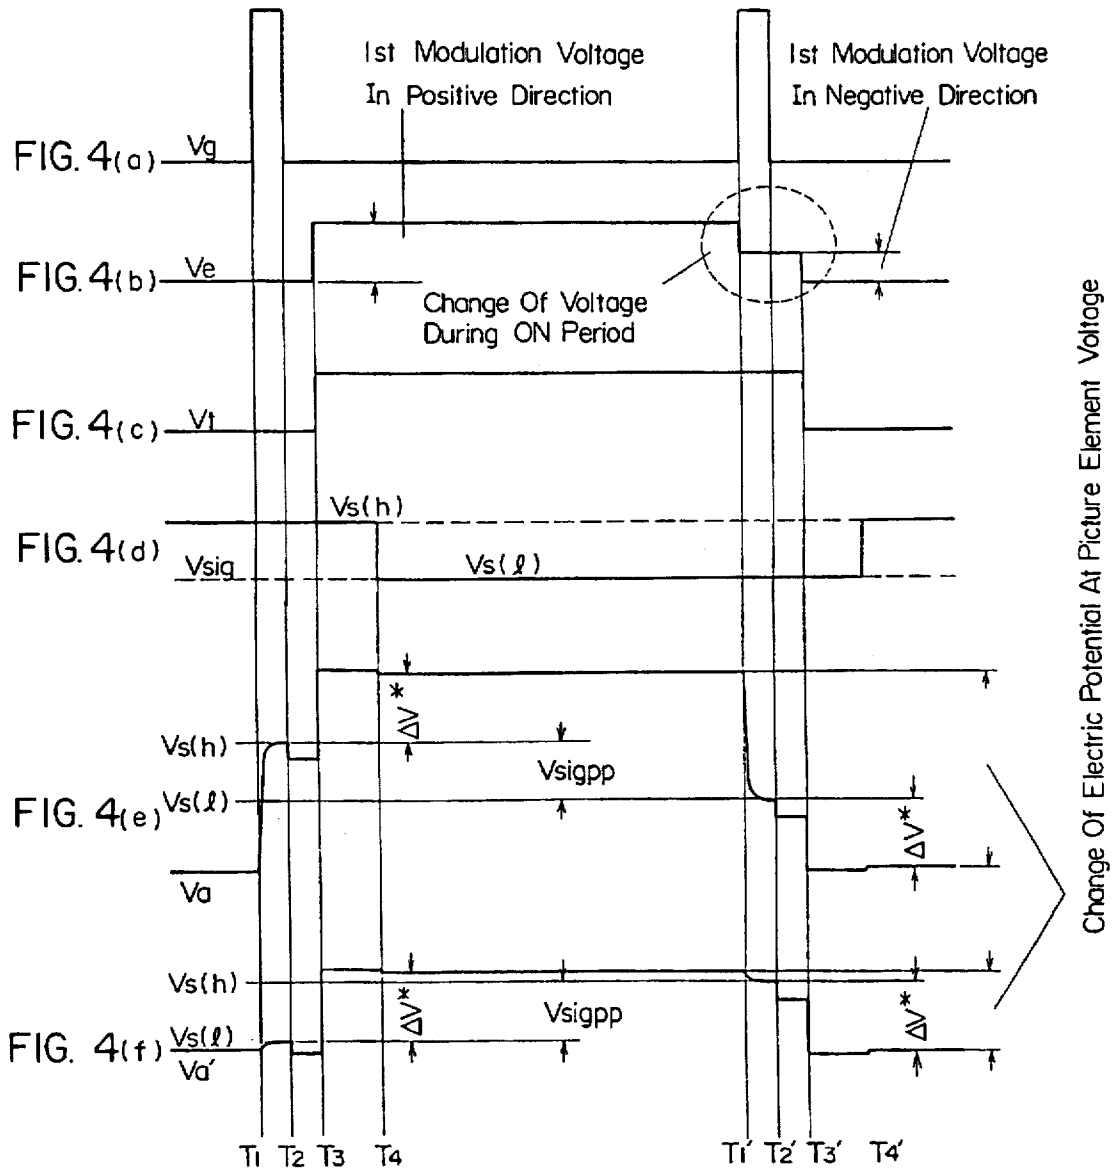 1st Modulation Voltage
In Positive Direction
1st Modulation Voltage
In Negative Direction
FIG. 4(a)
Vg
FIG. 4(b)
Ve
Change Of Voltage
During ON Period
FIG. 4(c)
Vt
FIG. 4(d)
Vs(h)
Vsig
Vs(ℓ)
Change Of Electric Potential At Picture Element Voltage
ΔV*
Vs(h)
Vsigpp
FIG. 4(e)
Vs(ℓ)
ΔV*
Va
Vs(h)
ΔV*
Vsigpp
ΔV*
FIG. 4(f)
Vs(ℓ)
Va'
T1 T2 T3 T4 T1' T2' T3' T4'